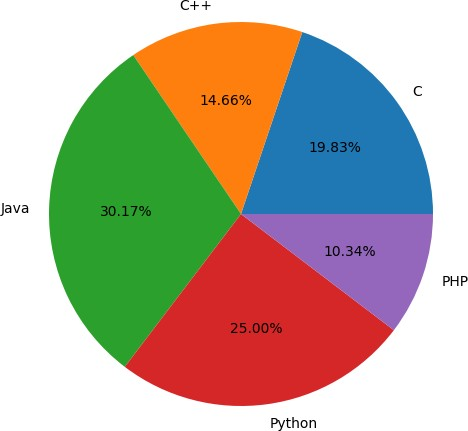 C++
C
14.66%
19.83%
Java
30.17%
10.34%
PHP
25.00%
Python